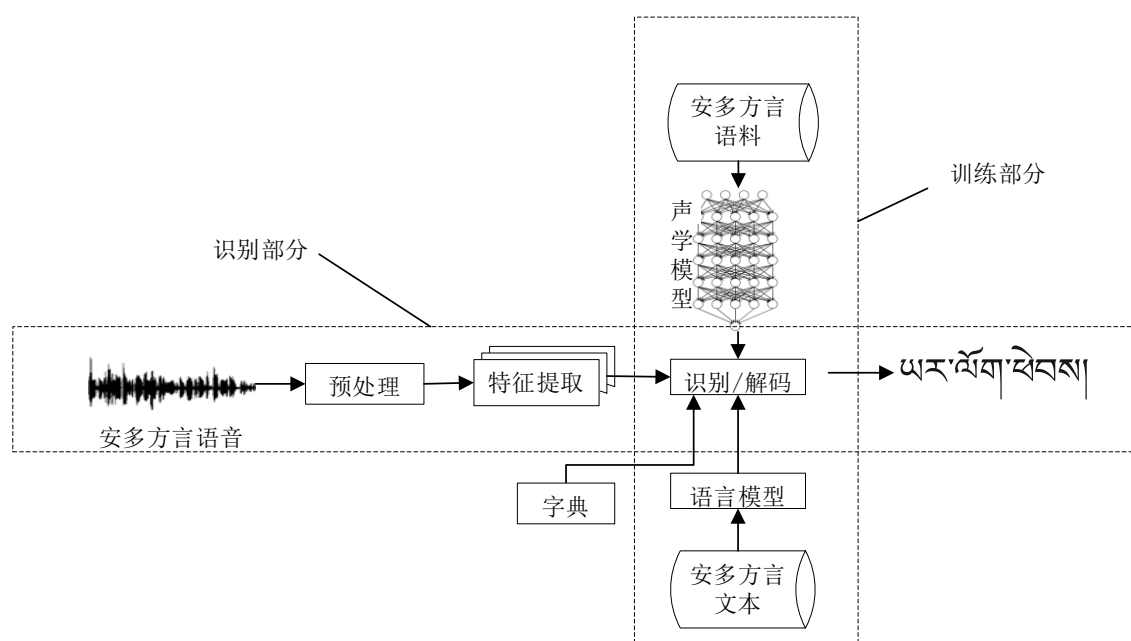 安多方言
语料
训练部分
声
学
模
型
识别部分
预处理
特征提取
识别/解码
ཡར་ལོག་ཕེབས།
安多方言语音
字典
语言模型
安多方言
文本